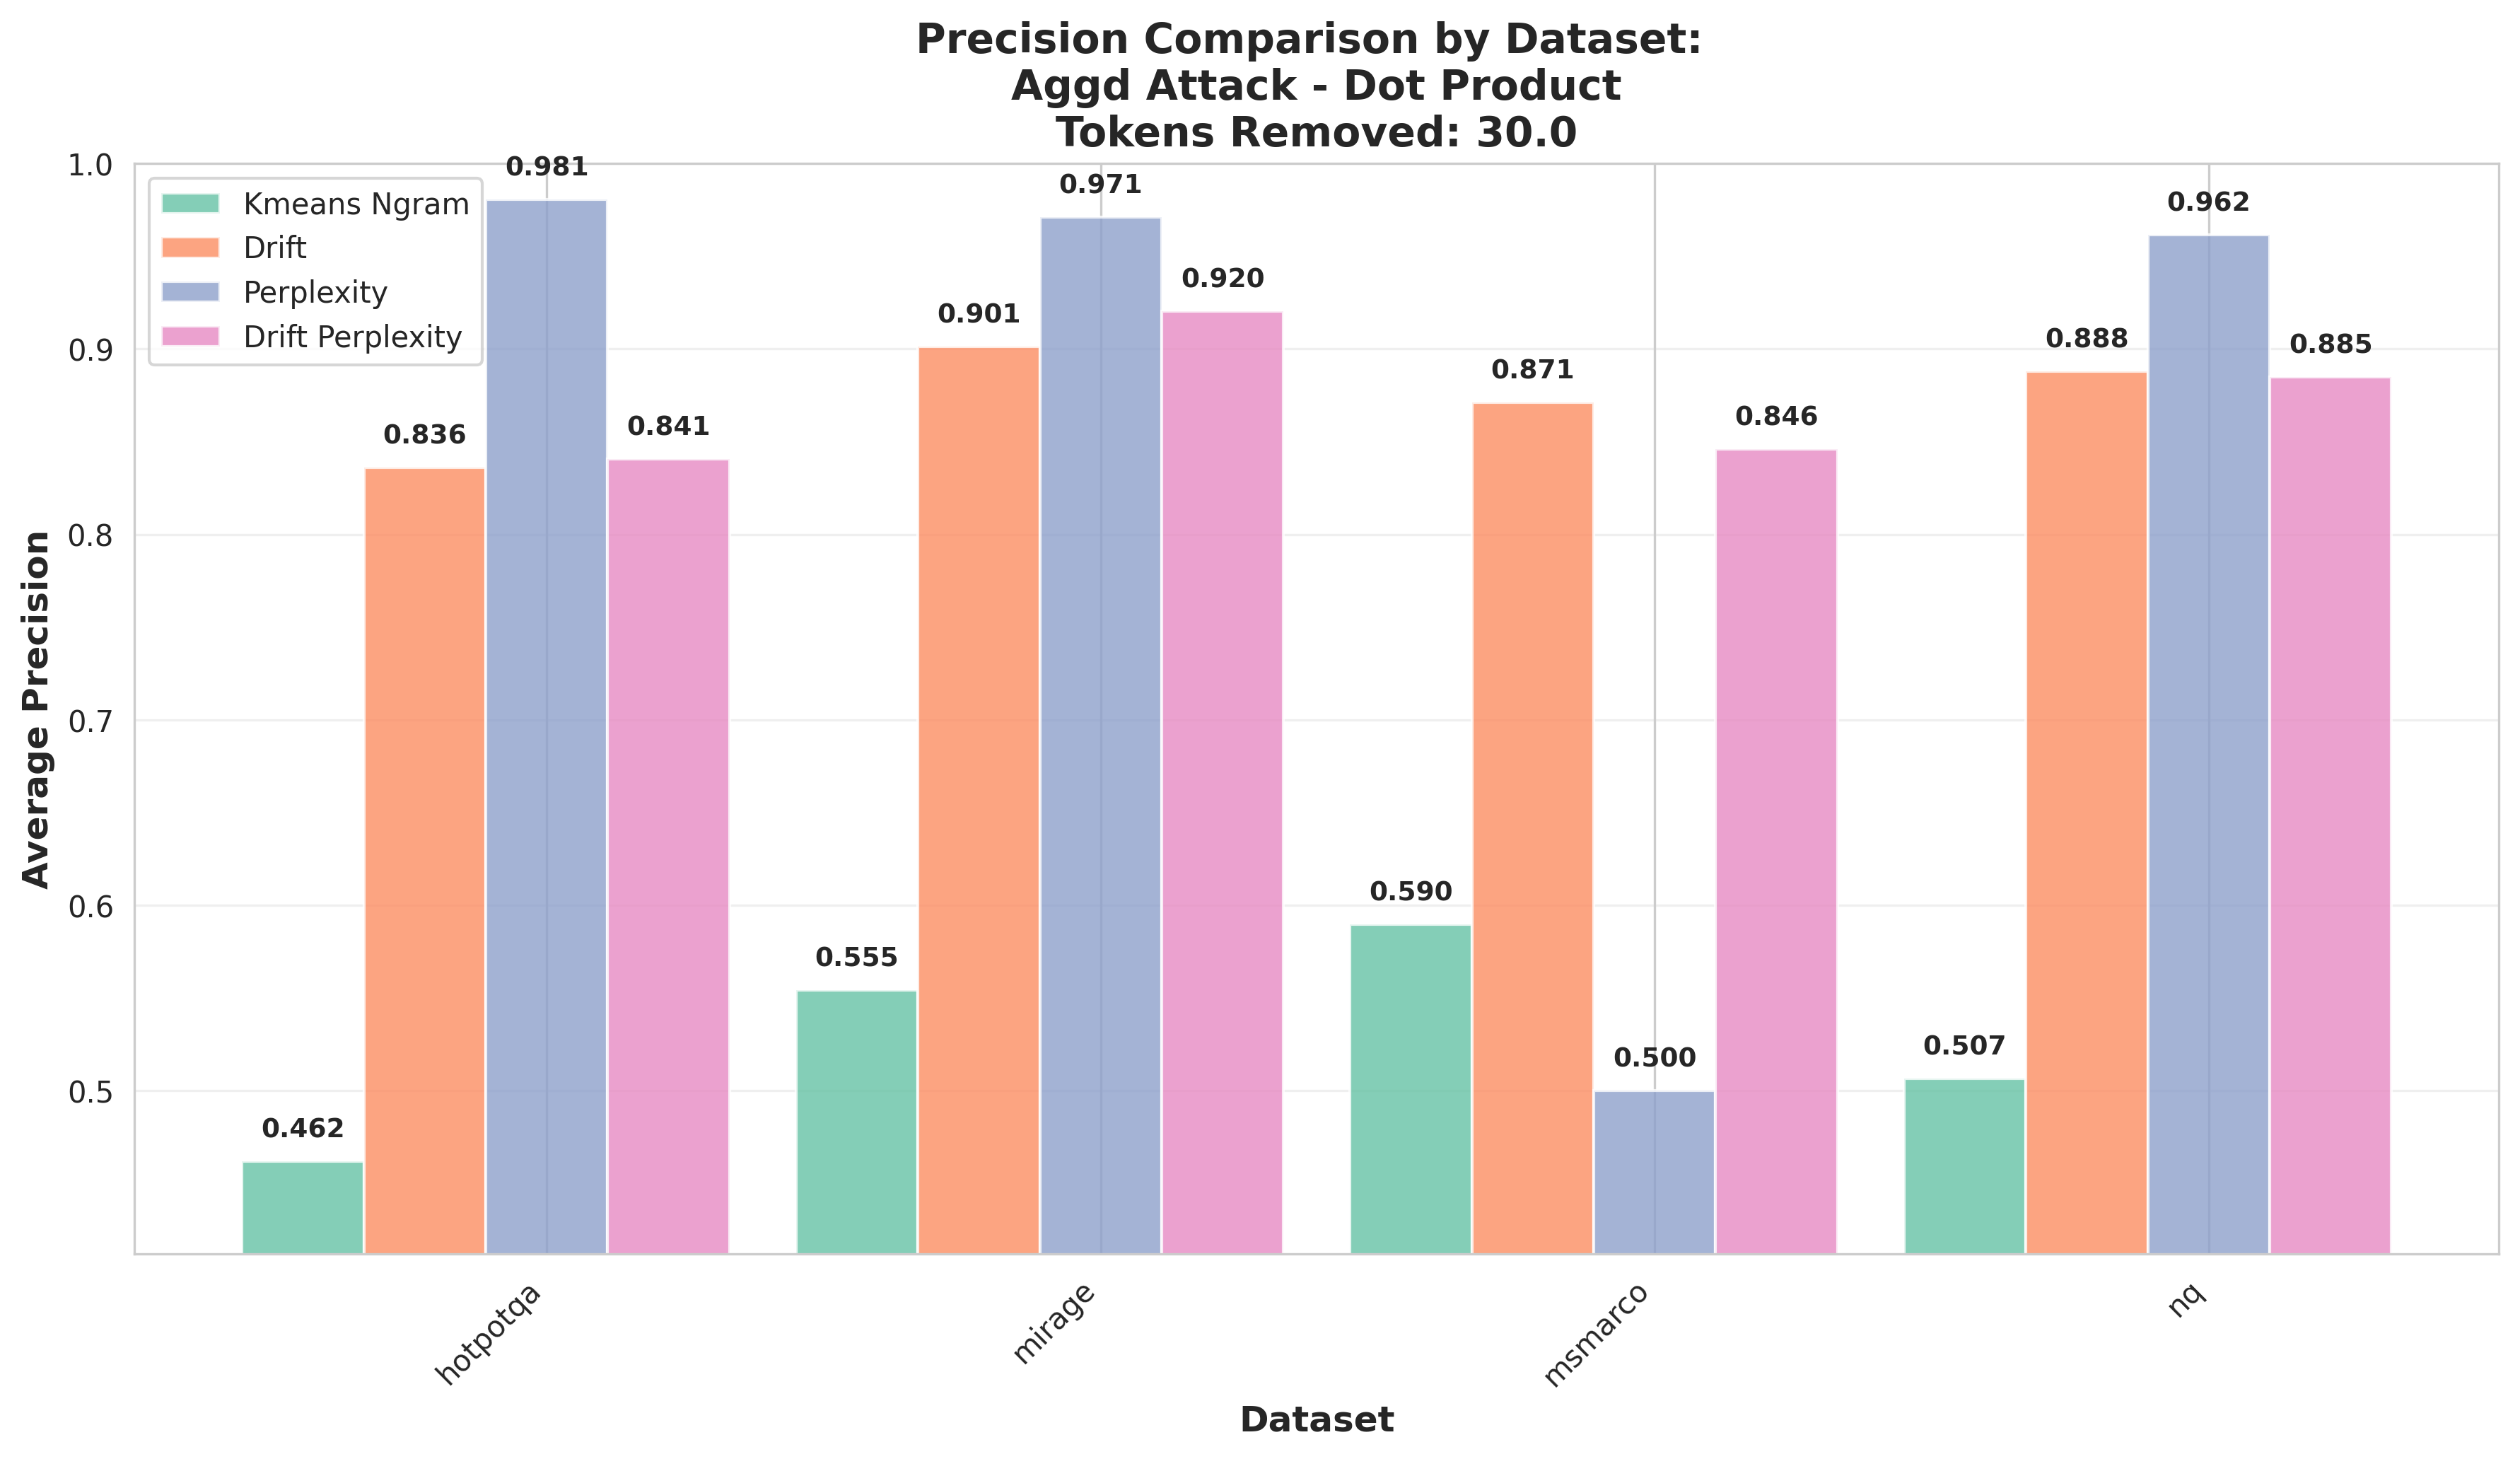 Precision Comparison by Dataset:
Aggd Attack - Dot Product
Tokens Removed: 30.0
Kmeans Ngram
Drift
Perplexity
Drift Perplexity
Average Precision
1.0
0.9
0.8
0.7
0.6
0.5
0.462
0.836
0.981
0.841
0.555
0.901
0.971
0.920
0.590
0.871
0.500
0.846
0.507
0.888
0.962
0.885
hotpotqa
mirage
msmarco
nq
Dataset